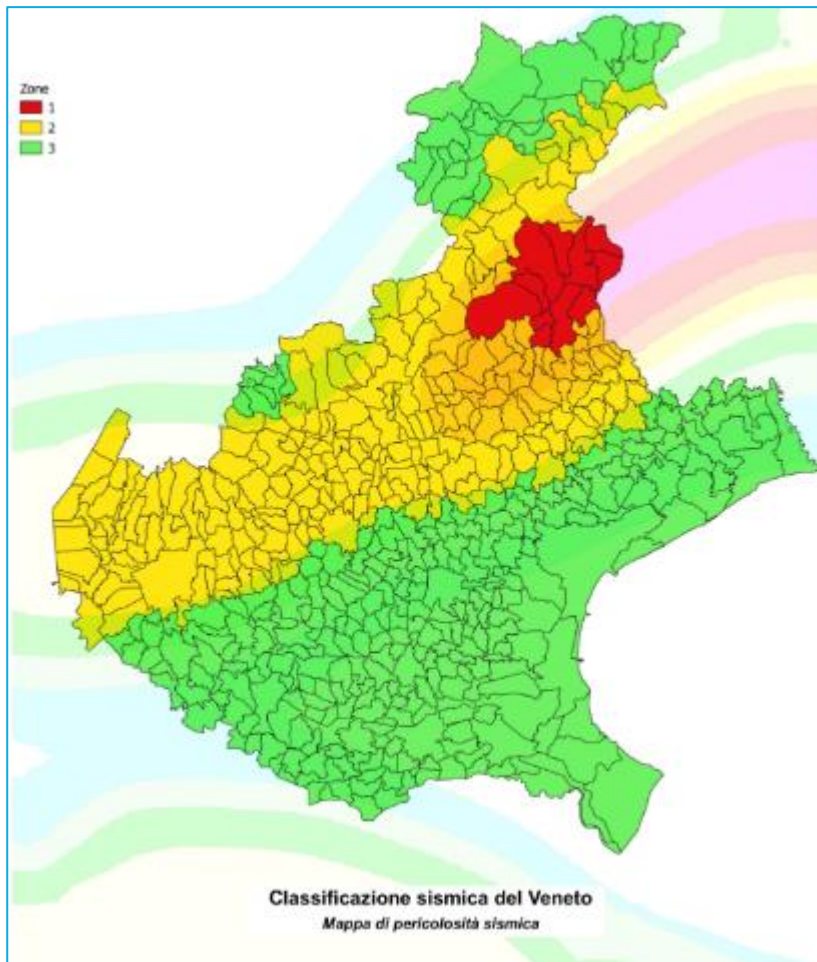 Zone
1
2
3
Classificazione sismica del Veneto
Mappa di pericolosità sismica